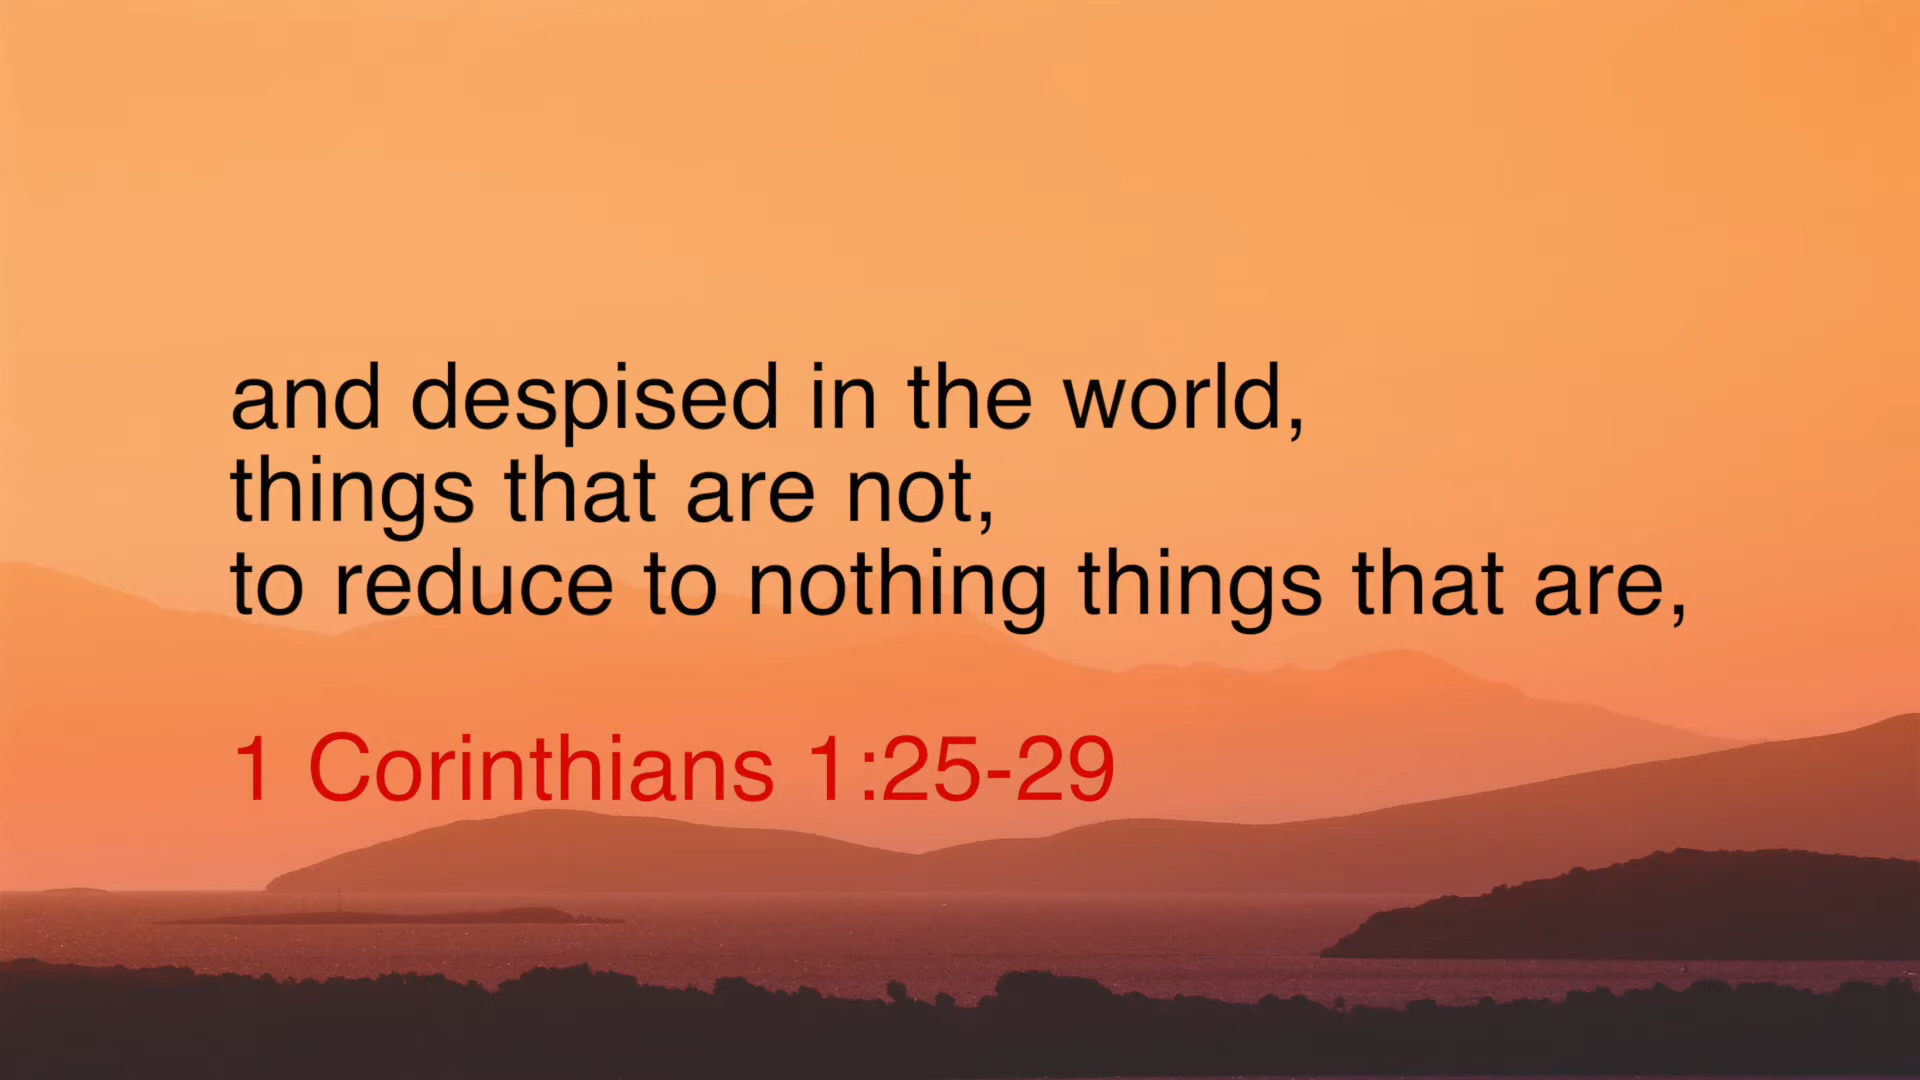 and despised in the world,
things that are not,
to reduce to nothing things that are,
1 Corinthians 1:25-29